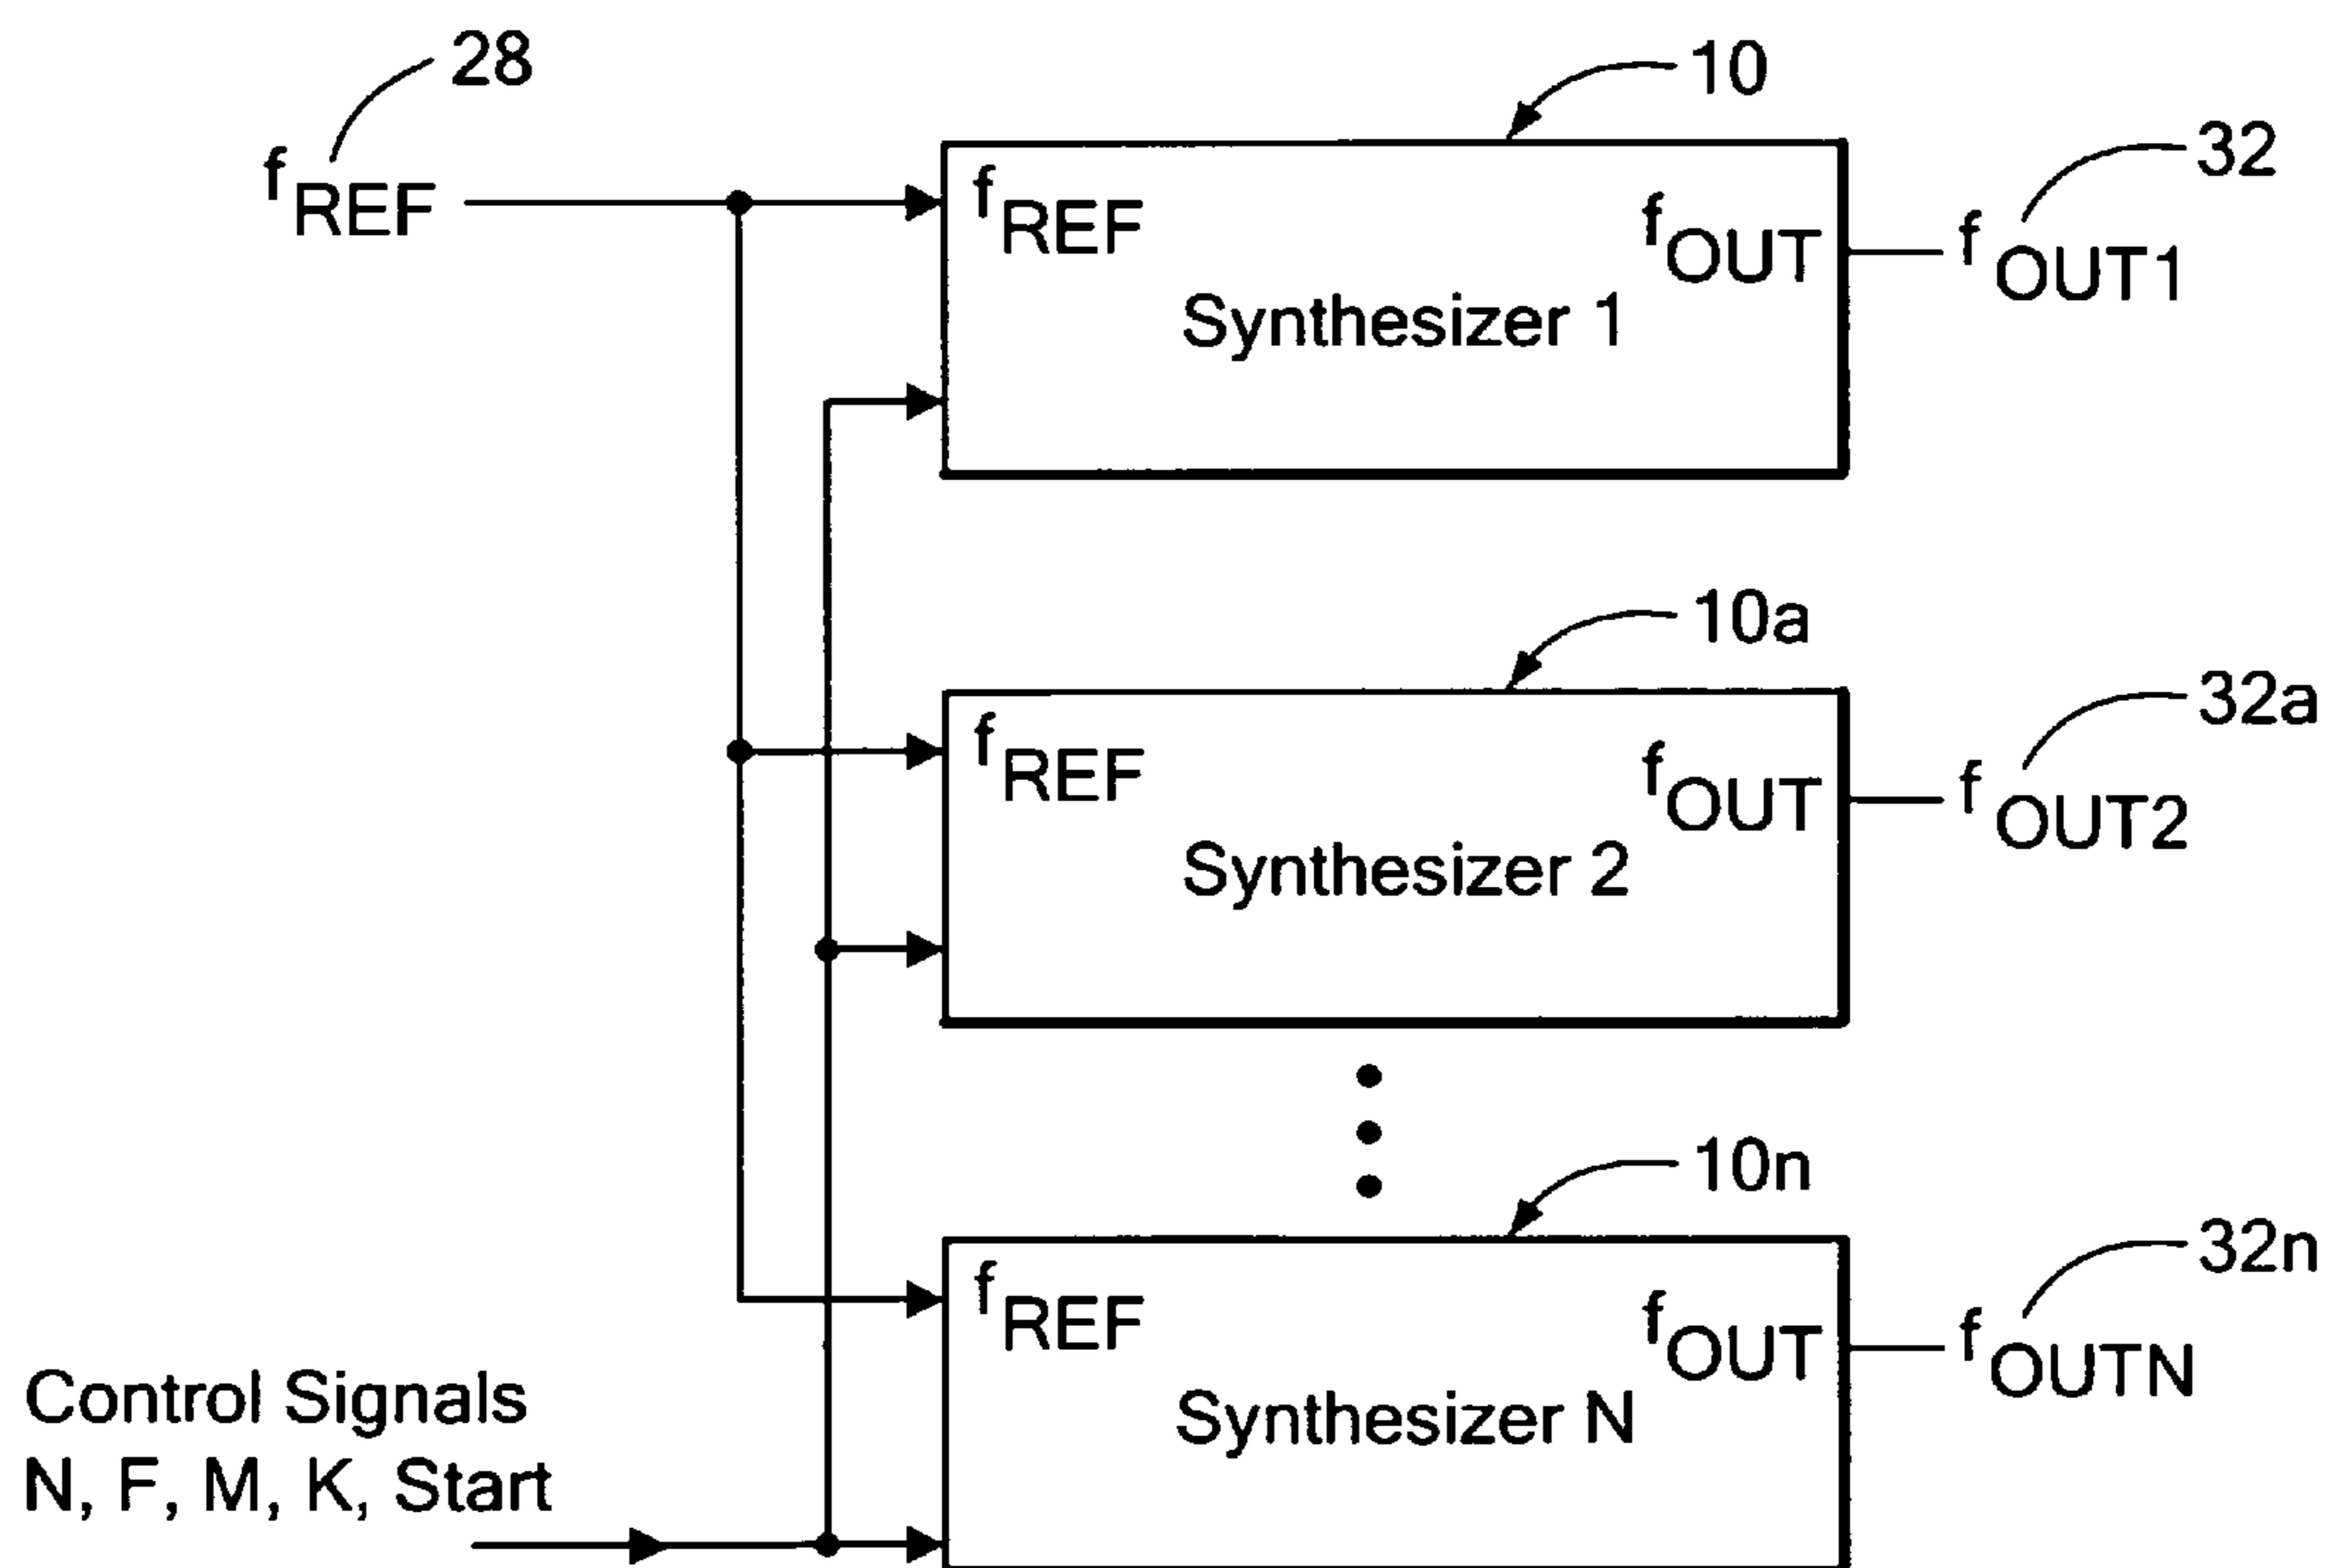 28
10
fREF
fREF
fOUT
32
fOUT1
Synthesizer 1
10a
32a
fREF
fOUT
fOUT2
Synthesizer 2
10n
32n
fREF
fOUT
fOUTN
Control Signals
N, F, M, K, Start
Synthesizer N